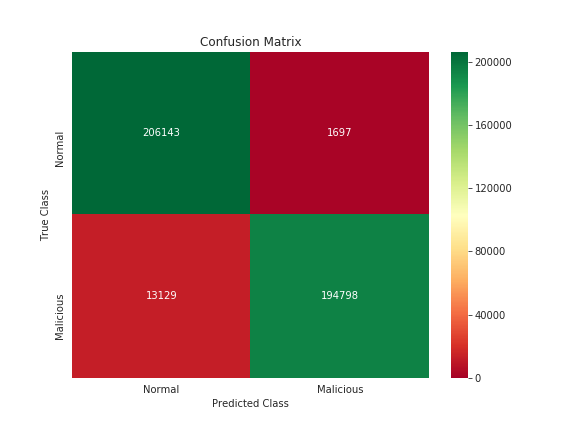 Confusion Matrix
True Class
Normal
206143
1697
Malicious
13129
194798
Normal
Malicious
Predicted Class
200000
160000
120000
80000
40000
0